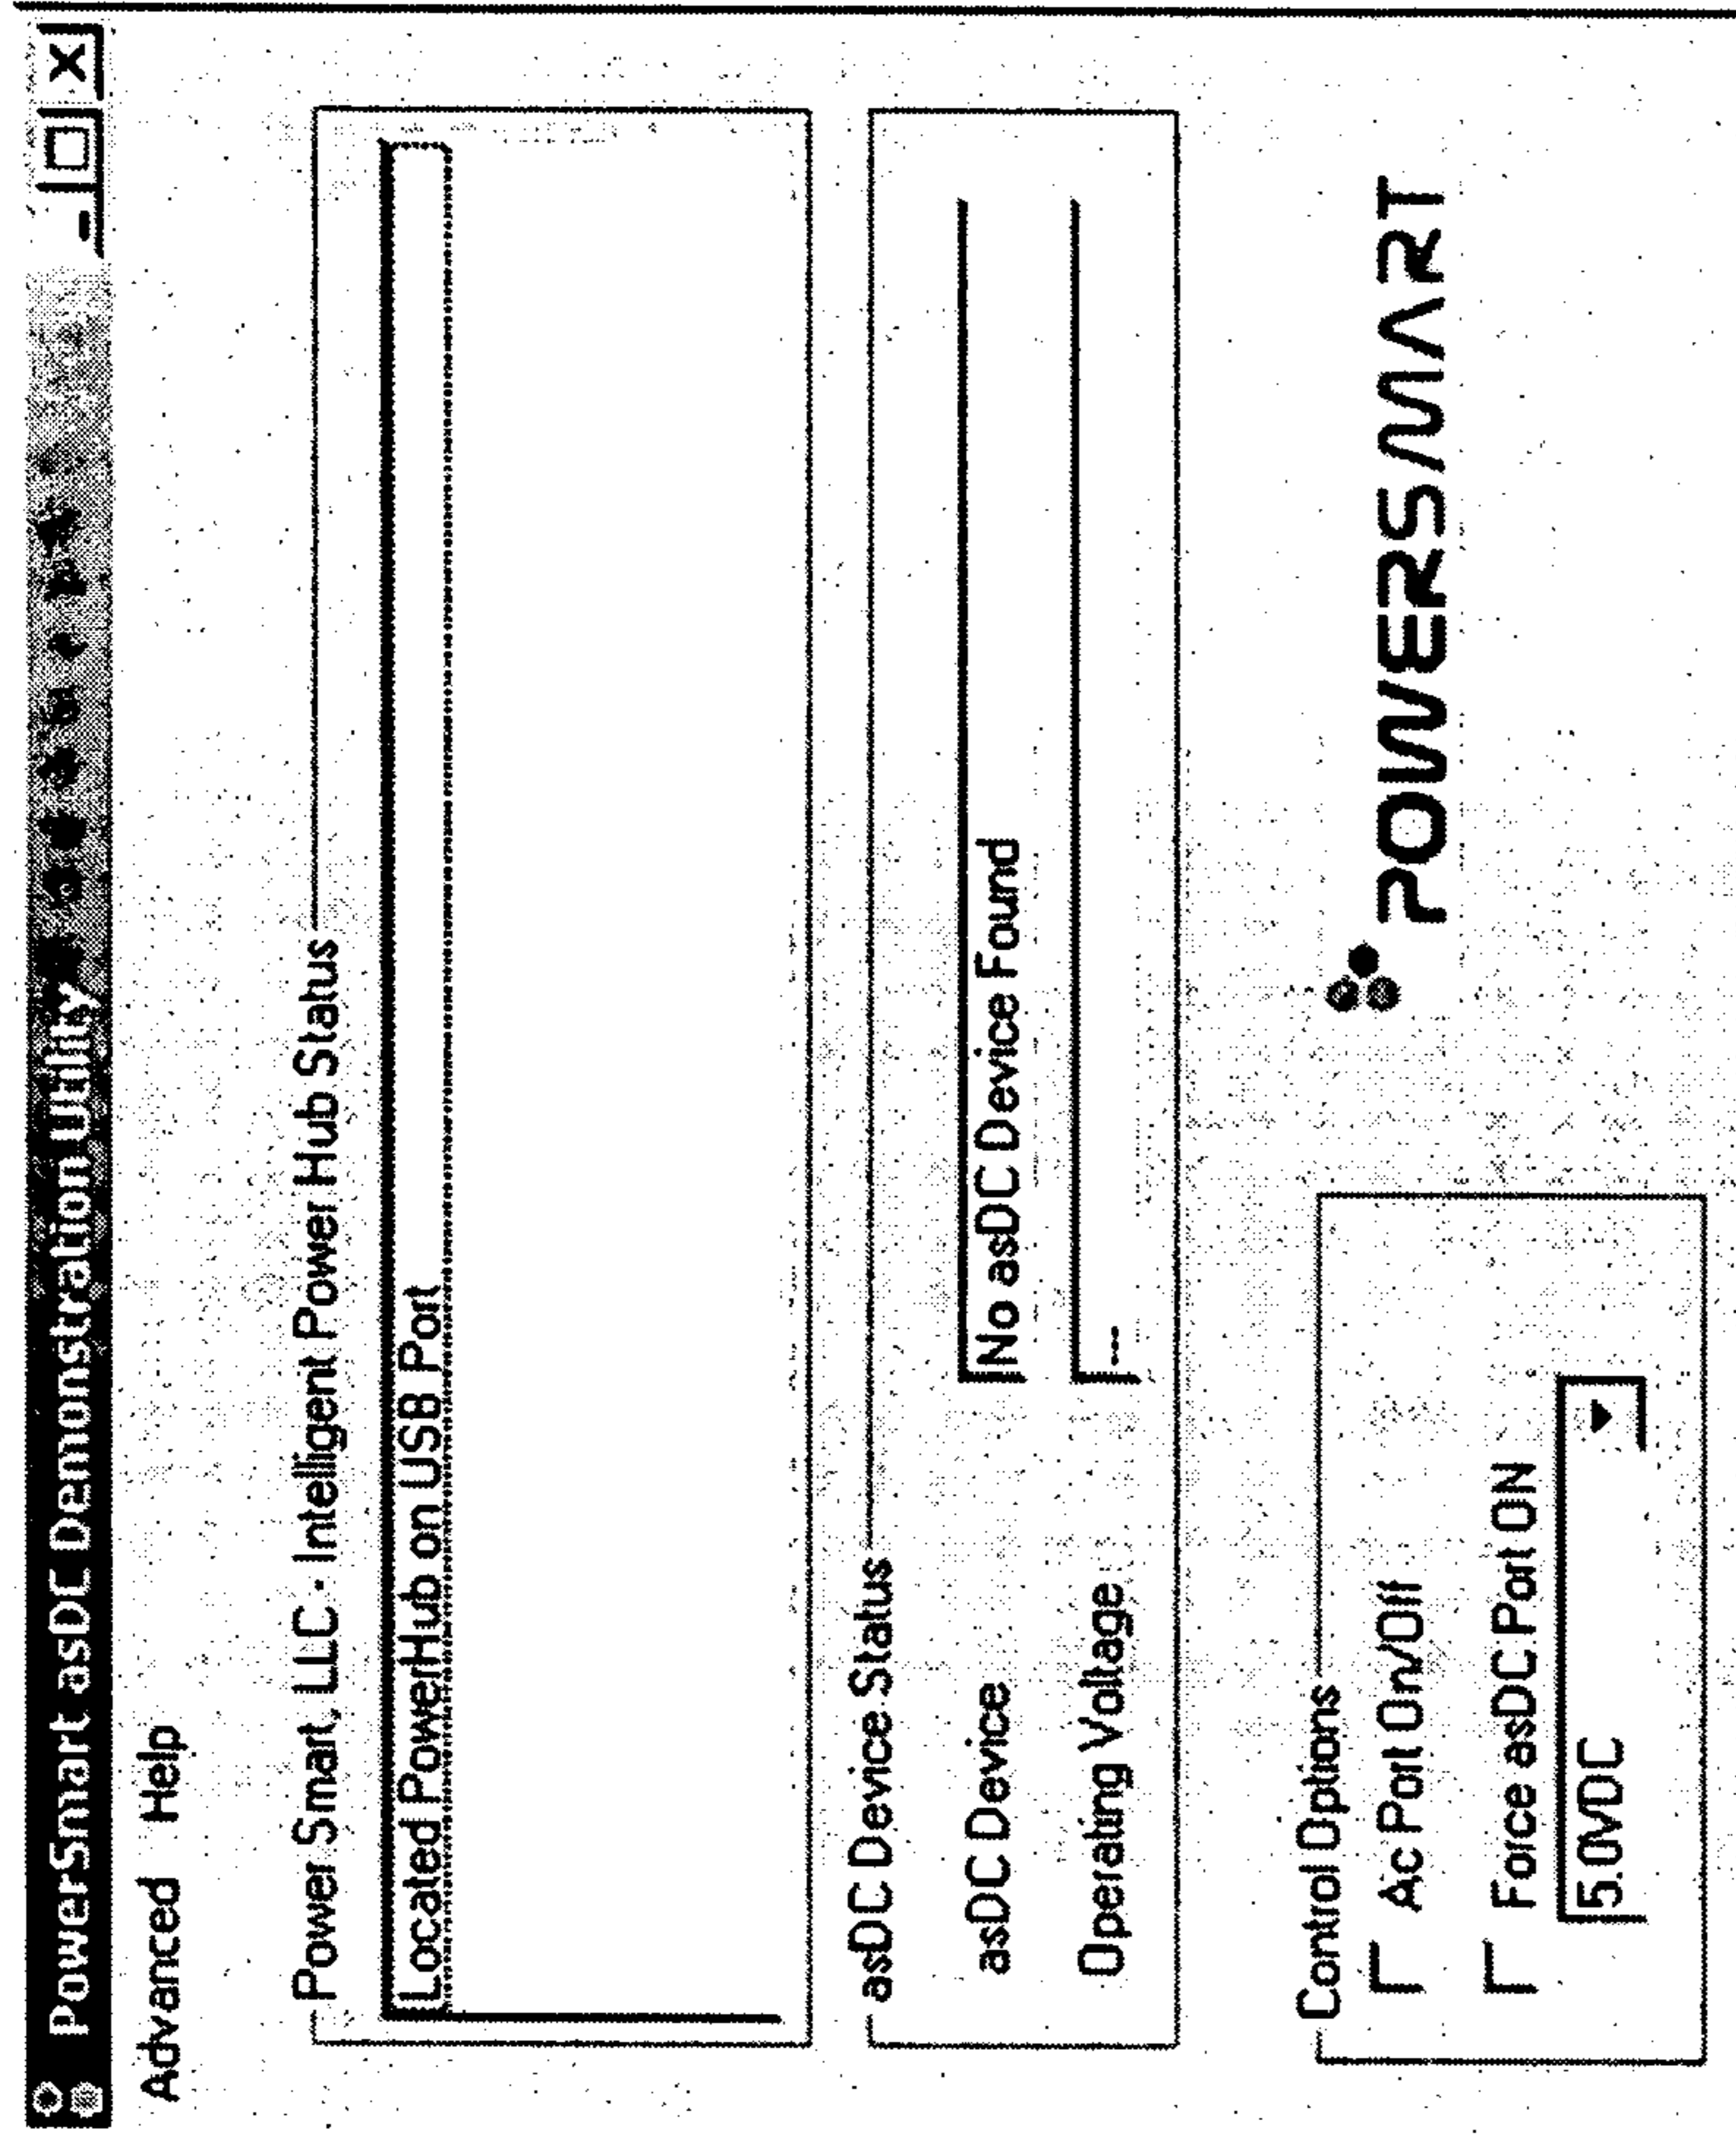 PowerSmart asDC Demonstration Utility
Advanced Help
Power Smart, LLC - Intelligent Power Hub Status
Located PowerHub on USB Port
asDC Device Status
asDC Device No asDC Device Found
Operating Voltage ---
Control Options
Ac Port On/Off
Force asDC Port ON
5.0VDC
POWERSMART